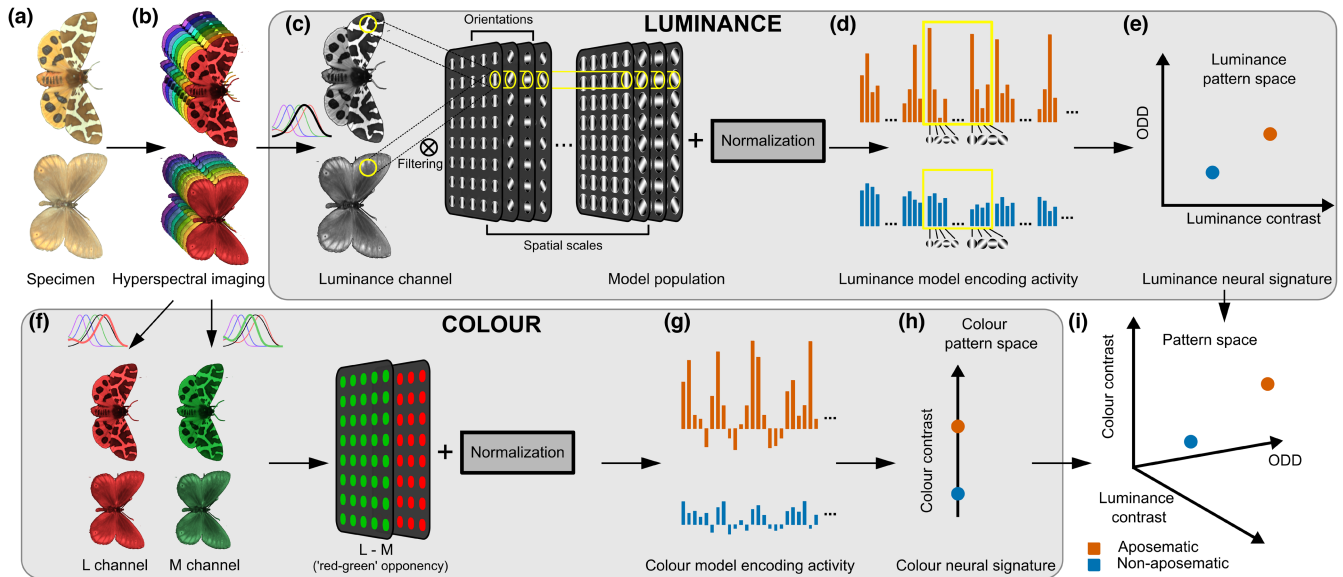 (a)
(b)
(c)
LUMINANCE
(d)
(e)
Orientations
Filtering
...
+
Normalization
...
...
...
...
Luminance
pattern space
ODD
Luminance contrast
Spatial scales
Specimen
Hyperspectral imaging
Luminance channel
Model population
Luminance model encoding activity
Luminance neural signature
(f)
COLOUR
(g)
(h)
(i)
Colour
pattern space
Pattern space
+
Normalization
...
...
Colour contrast
Colour contrast
ODD
Luminance
contrast
L channel
M channel
L - M
('red-green' opponency)
Colour model encoding activity
Colour neural signature
Aposematic
Non-aposematic